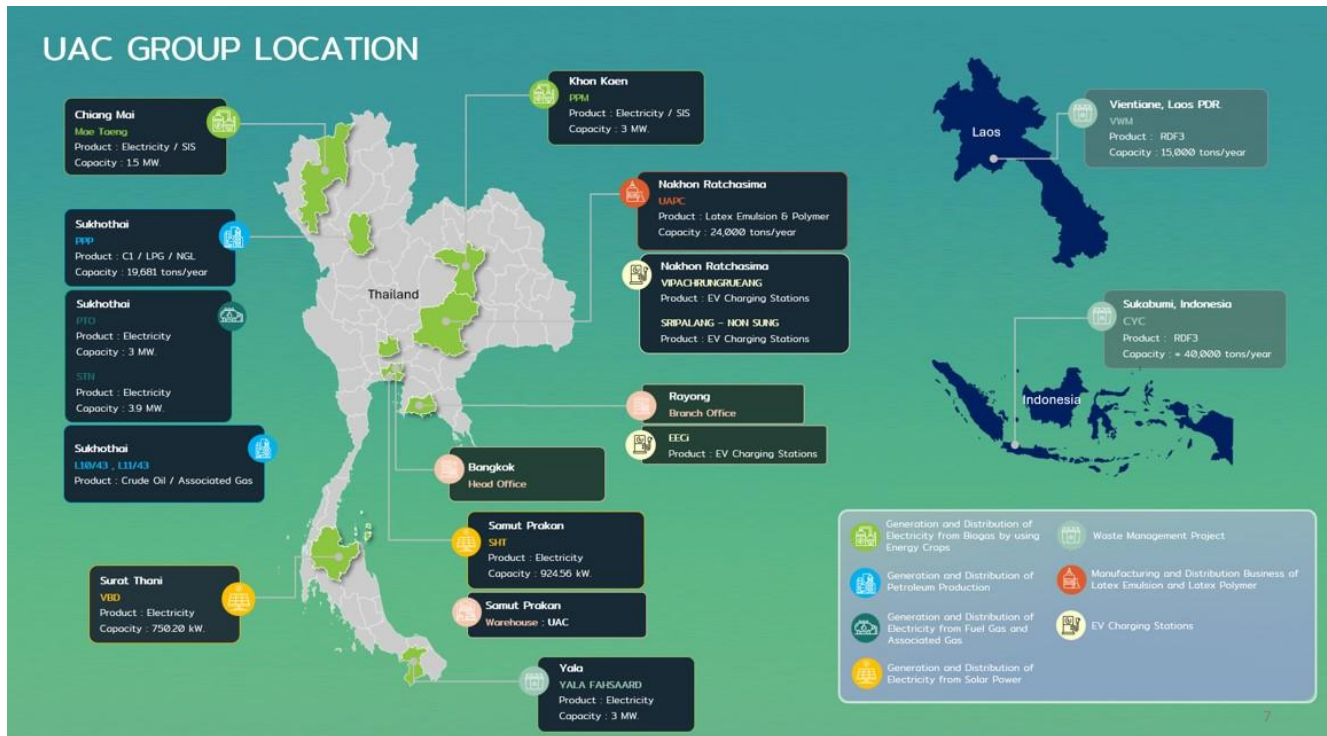 UAC GROUP LOCATION
Chiang Mai
Mae Taeng
Product : Electricity / SIS
Capacity : 1.5 MW.
Sukhothai
PPP
Product : C1 / LPG / NGL
Capacity : 19,681 tons/year
Sukhothai
PTO
Product : Electricity
Capacity : 3 MW.
STN
Product : Electricity
Capacity : 3.9 MW.
Sukhothai
L10/43 , L11/43
Product : Crude Oil / Associated Gas
Surat Thani
VBD
Product : Electricity
Capacity : 750.20 kW.
Thailand
Khon Kaen
PPM
Product : Electricity / SIS
Capacity : 3 MW.
Nakhon Ratchasima
UAPC
Product : Latex Emulsion & Polymer
Capacity : 24,000 tons/year
Nakhon Ratchasima
VIPACHRUNGRUEANG
Product : EV Charging Stations
SRIPALANG – NON SUNG
Product : EV Charging Stations
Rayong
Branch Office
EECi
Product : EV Charging Stations
Bangkok
Head Office
Samut Prakan
SHT
Product : Electricity
Capacity : 924.56 kW.
Samut Prakan
Warehouse : UAC
Yala
YALA FAHSAARD
Product : Electricity
Capacity : 3 MW.
Laos
Vientiane, Laos PDR.
VWM
Product : RDF3
Capacity : 15,000 tons/year
Indonesia
Sukabumi, Indonesia
CYC
Product : RDF3
Capacity : ≈ 40,000 tons/year
Generation and Distribution of
Electricity from Biogas by using
Energy Crops
Generation and Distribution of
Petroleum Production
Generation and Distribution of
Electricity from Fuel Gas and
Associated Gas
Generation and Distribution of
Electricity from Solar Power
Waste Management Project
Manufacturing and Distribution Business of
Latex Emulsion and Latex Polymer
EV Charging Stations
7